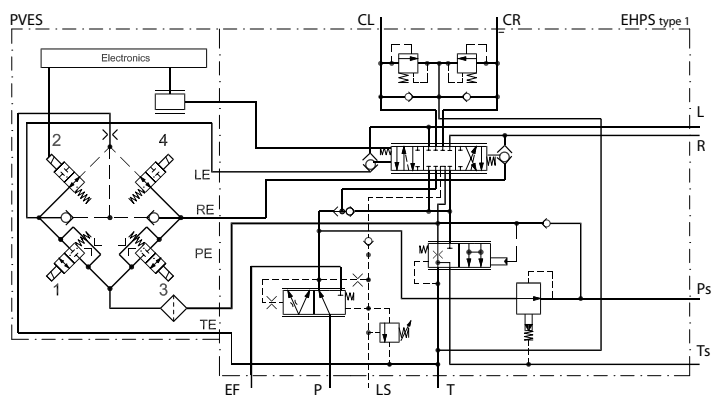 PVES
CL
CR
EHPS type 1
Electronics
2
4
L
R
LE
RE
PE
1
3
TE
Ps
Ts
EF
P
LS
T